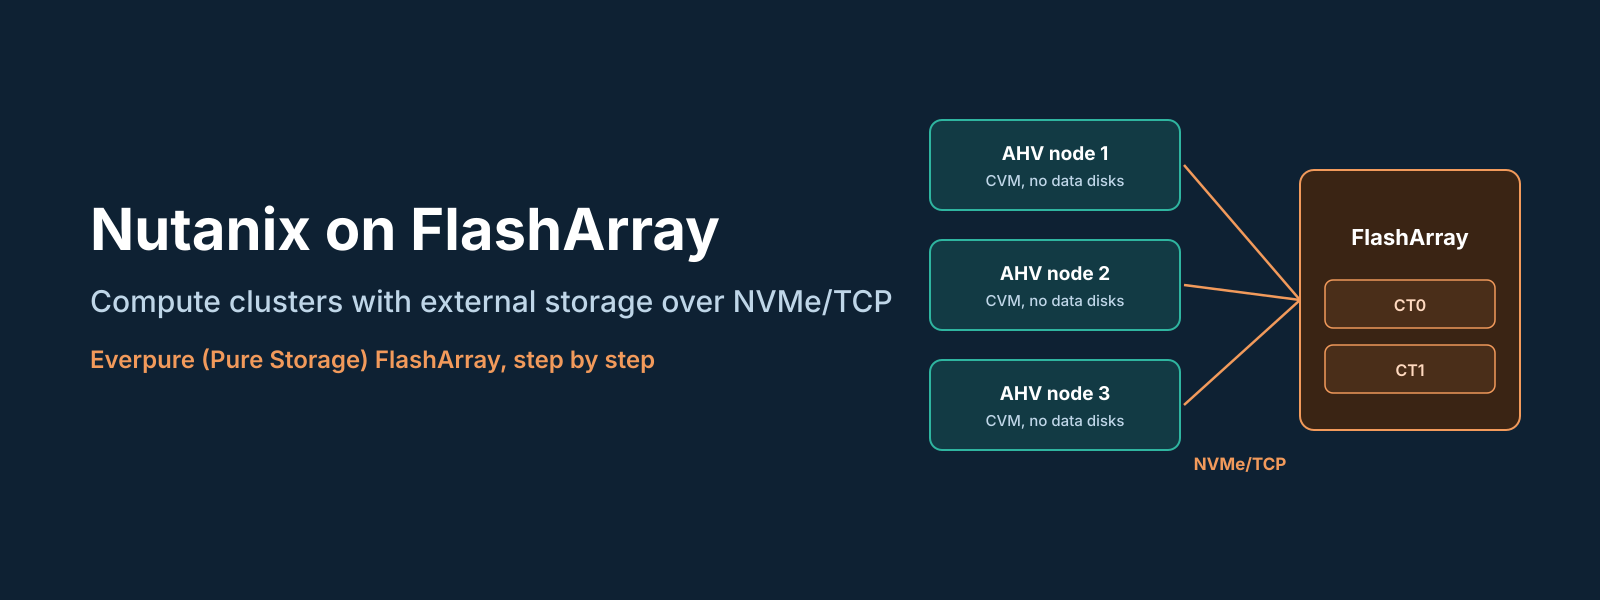 Nutanix on FlashArray
Compute clusters with external storage over NVMe/TCP
Everpure (Pure Storage) FlashArray, step by step
AHV node 1
CVM, no data disks
AHV node 2
CVM, no data disks
AHV node 3
CVM, no data disks
NVMe/TCP
FlashArray
CT0
CT1